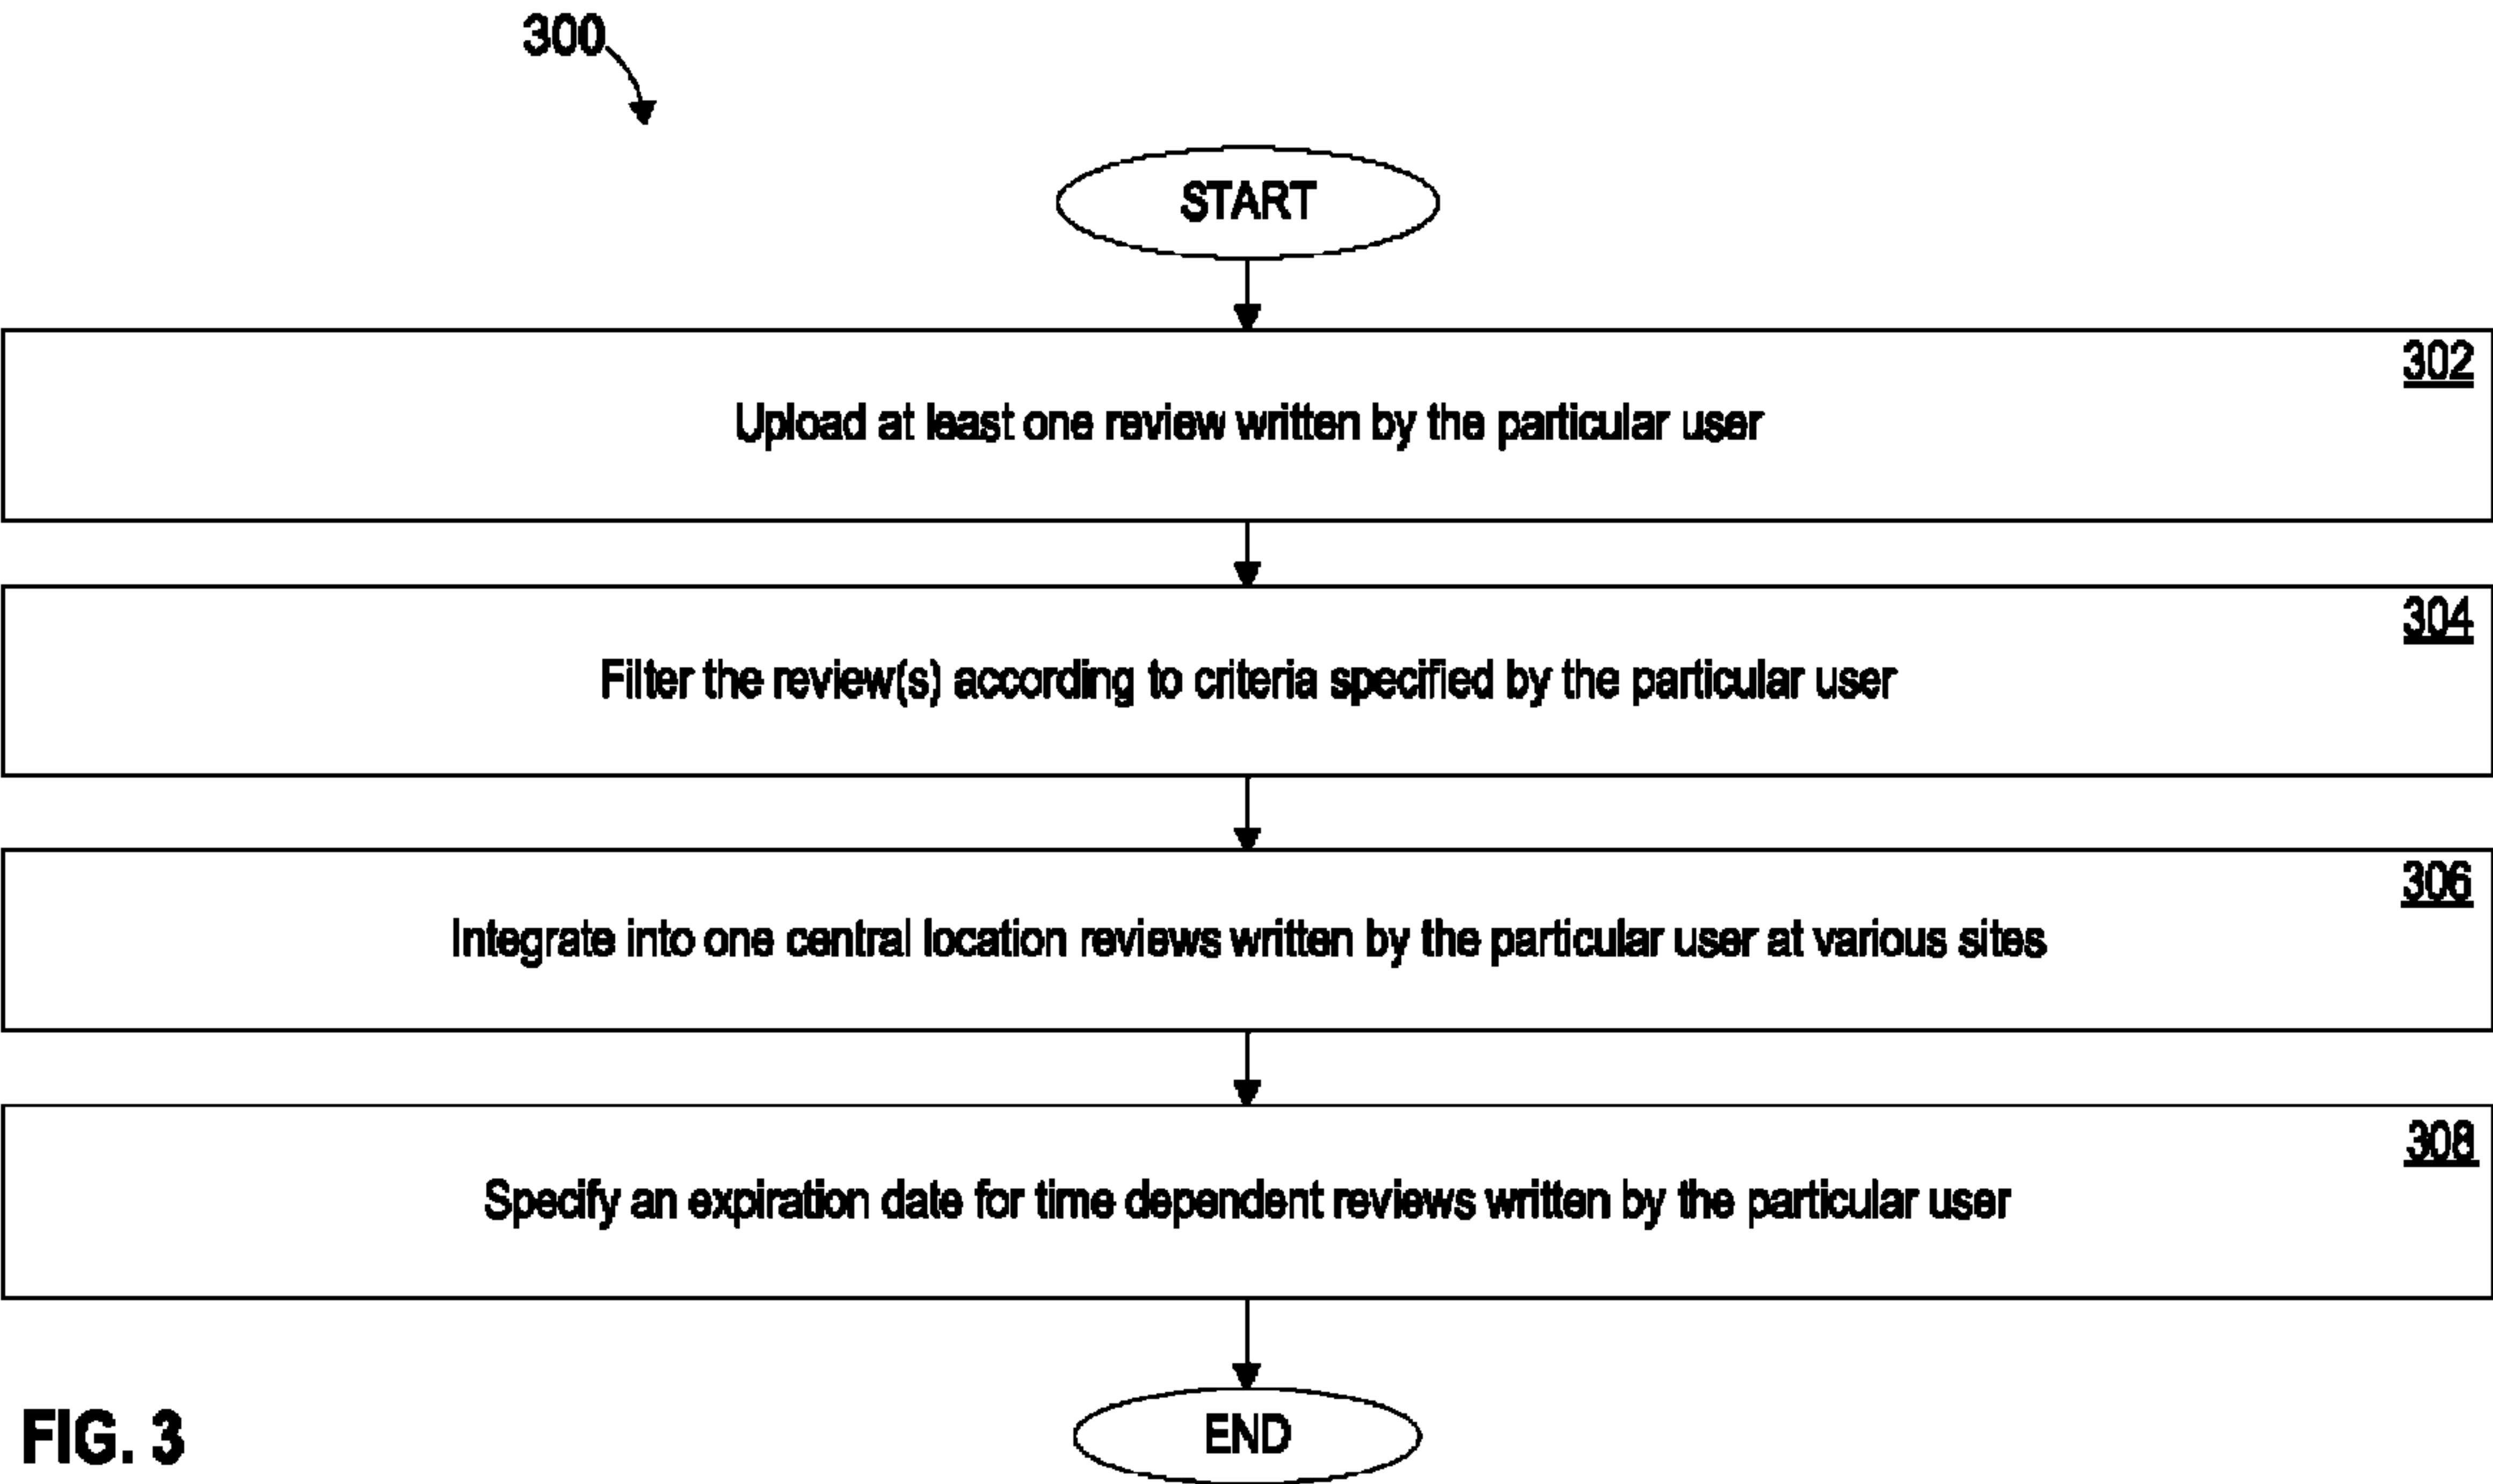 300
START
302
Upload at least one review written by the particular user
304
Filter the review(s) according to criteria specified by the particular user
306
Integrate into one central location reviews written by the particular user at various sites
308
Specify an expiration date for time dependent reviews written by the particular user
END
FIG. 3